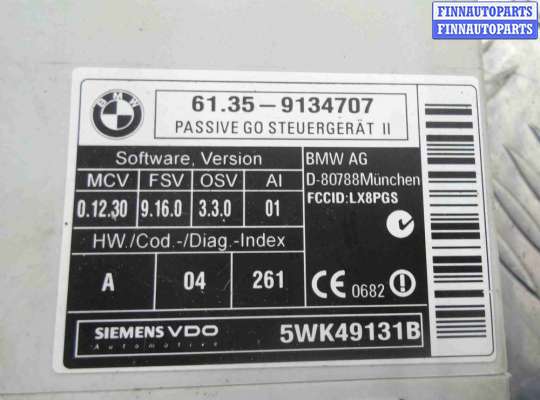 FINNAUTOPARTS
FINNAUTOPARTS
BMW
61.35-9134707
PASSIVE GO STEUERGERÄT II
Software, Version
MCV FSV OSV AI
0.12.30 9.16.0 3.3.0 01
HW./Cod.-/Diag.-Index
A 04 261
BMW AG
D-80788München
FCCID:LX8PGS
CE 0682
SIEMENS VDO
Automotive
5WK49131B